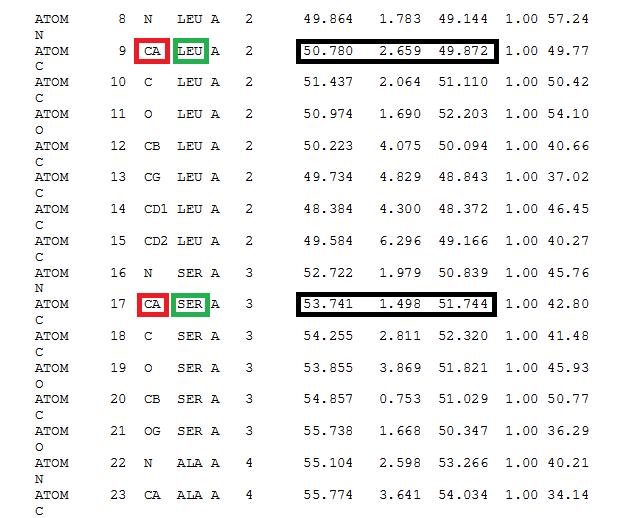 ATOM 8 N LEU A 2 49.864 1.783 49.144 1.00 57.24
N
ATOM 9 CA LEU A 2 50.780 2.659 49.872 1.00 49.77
C
ATOM 10 C LEU A 2 51.437 2.064 51.110 1.00 50.42
C
ATOM 11 O LEU A 2 50.974 1.690 52.203 1.00 54.10
O
ATOM 12 CB LEU A 2 50.223 4.075 50.094 1.00 40.66
C
ATOM 13 CG LEU A 2 49.734 4.829 48.843 1.00 37.02
C
ATOM 14 CD1 LEU A 2 48.384 4.300 48.372 1.00 46.45
C
ATOM 15 CD2 LEU A 2 49.584 6.296 49.166 1.00 40.27
C
ATOM 16 N SER A 3 52.722 1.979 50.839 1.00 45.76
N
ATOM 17 CA SER A 3 53.741 1.498 51.744 1.00 42.80
C
ATOM 18 C SER A 3 54.255 2.811 52.320 1.00 41.48
C
ATOM 19 O SER A 3 53.855 3.869 51.821 1.00 45.93
O
ATOM 20 CB SER A 3 54.857 0.753 51.029 1.00 50.77
C
ATOM 21 OG SER A 3 55.738 1.668 50.347 1.00 36.29
O
ATOM 22 N ALA A 4 55.104 2.598 53.266 1.00 40.21
N
ATOM 23 CA ALA A 4 55.774 3.641 54.034 1.00 34.14
C